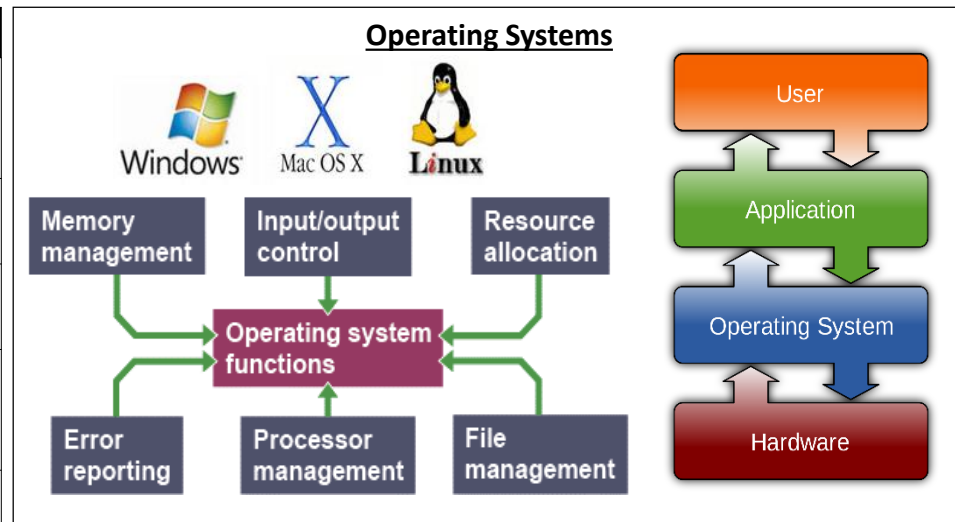 Operating Systems
Windows
Mac OS X
Linux
Memory
management
Input/output
control
Resource
allocation
Operating system
functions
Error
reporting
Processor
management
File
management
User
Application
Operating System
Hardware